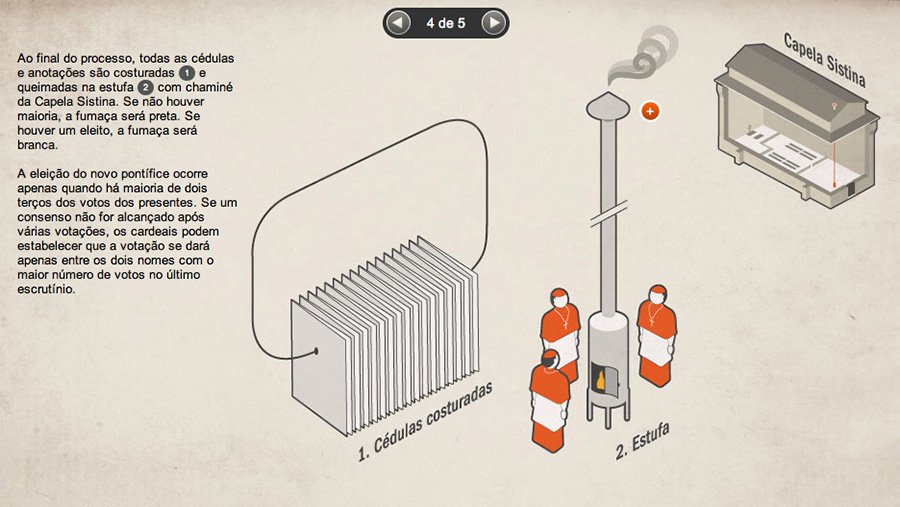 4 de 5
Ao final do processo, todas as cédulas
e anotações são costuradas 1 e
queimadas na estufa 2 com chaminé
da Capela Sistina. Se não houver
maioria, a fumaça será preta. Se
houver um eleito, a fumaça será
branca.
A eleição do novo pontífice ocorre
apenas quando há maioria de dois
terços dos votos dos presentes. Se um
consenso não for alcançado após
várias votações, os cardeais podem
estabelecer que a votação se dará
apenas entre os dois nomes com o
maior número de votos no último
escrutínio.
Capela Sistina
1. Cédulas costuradas
2. Estufa